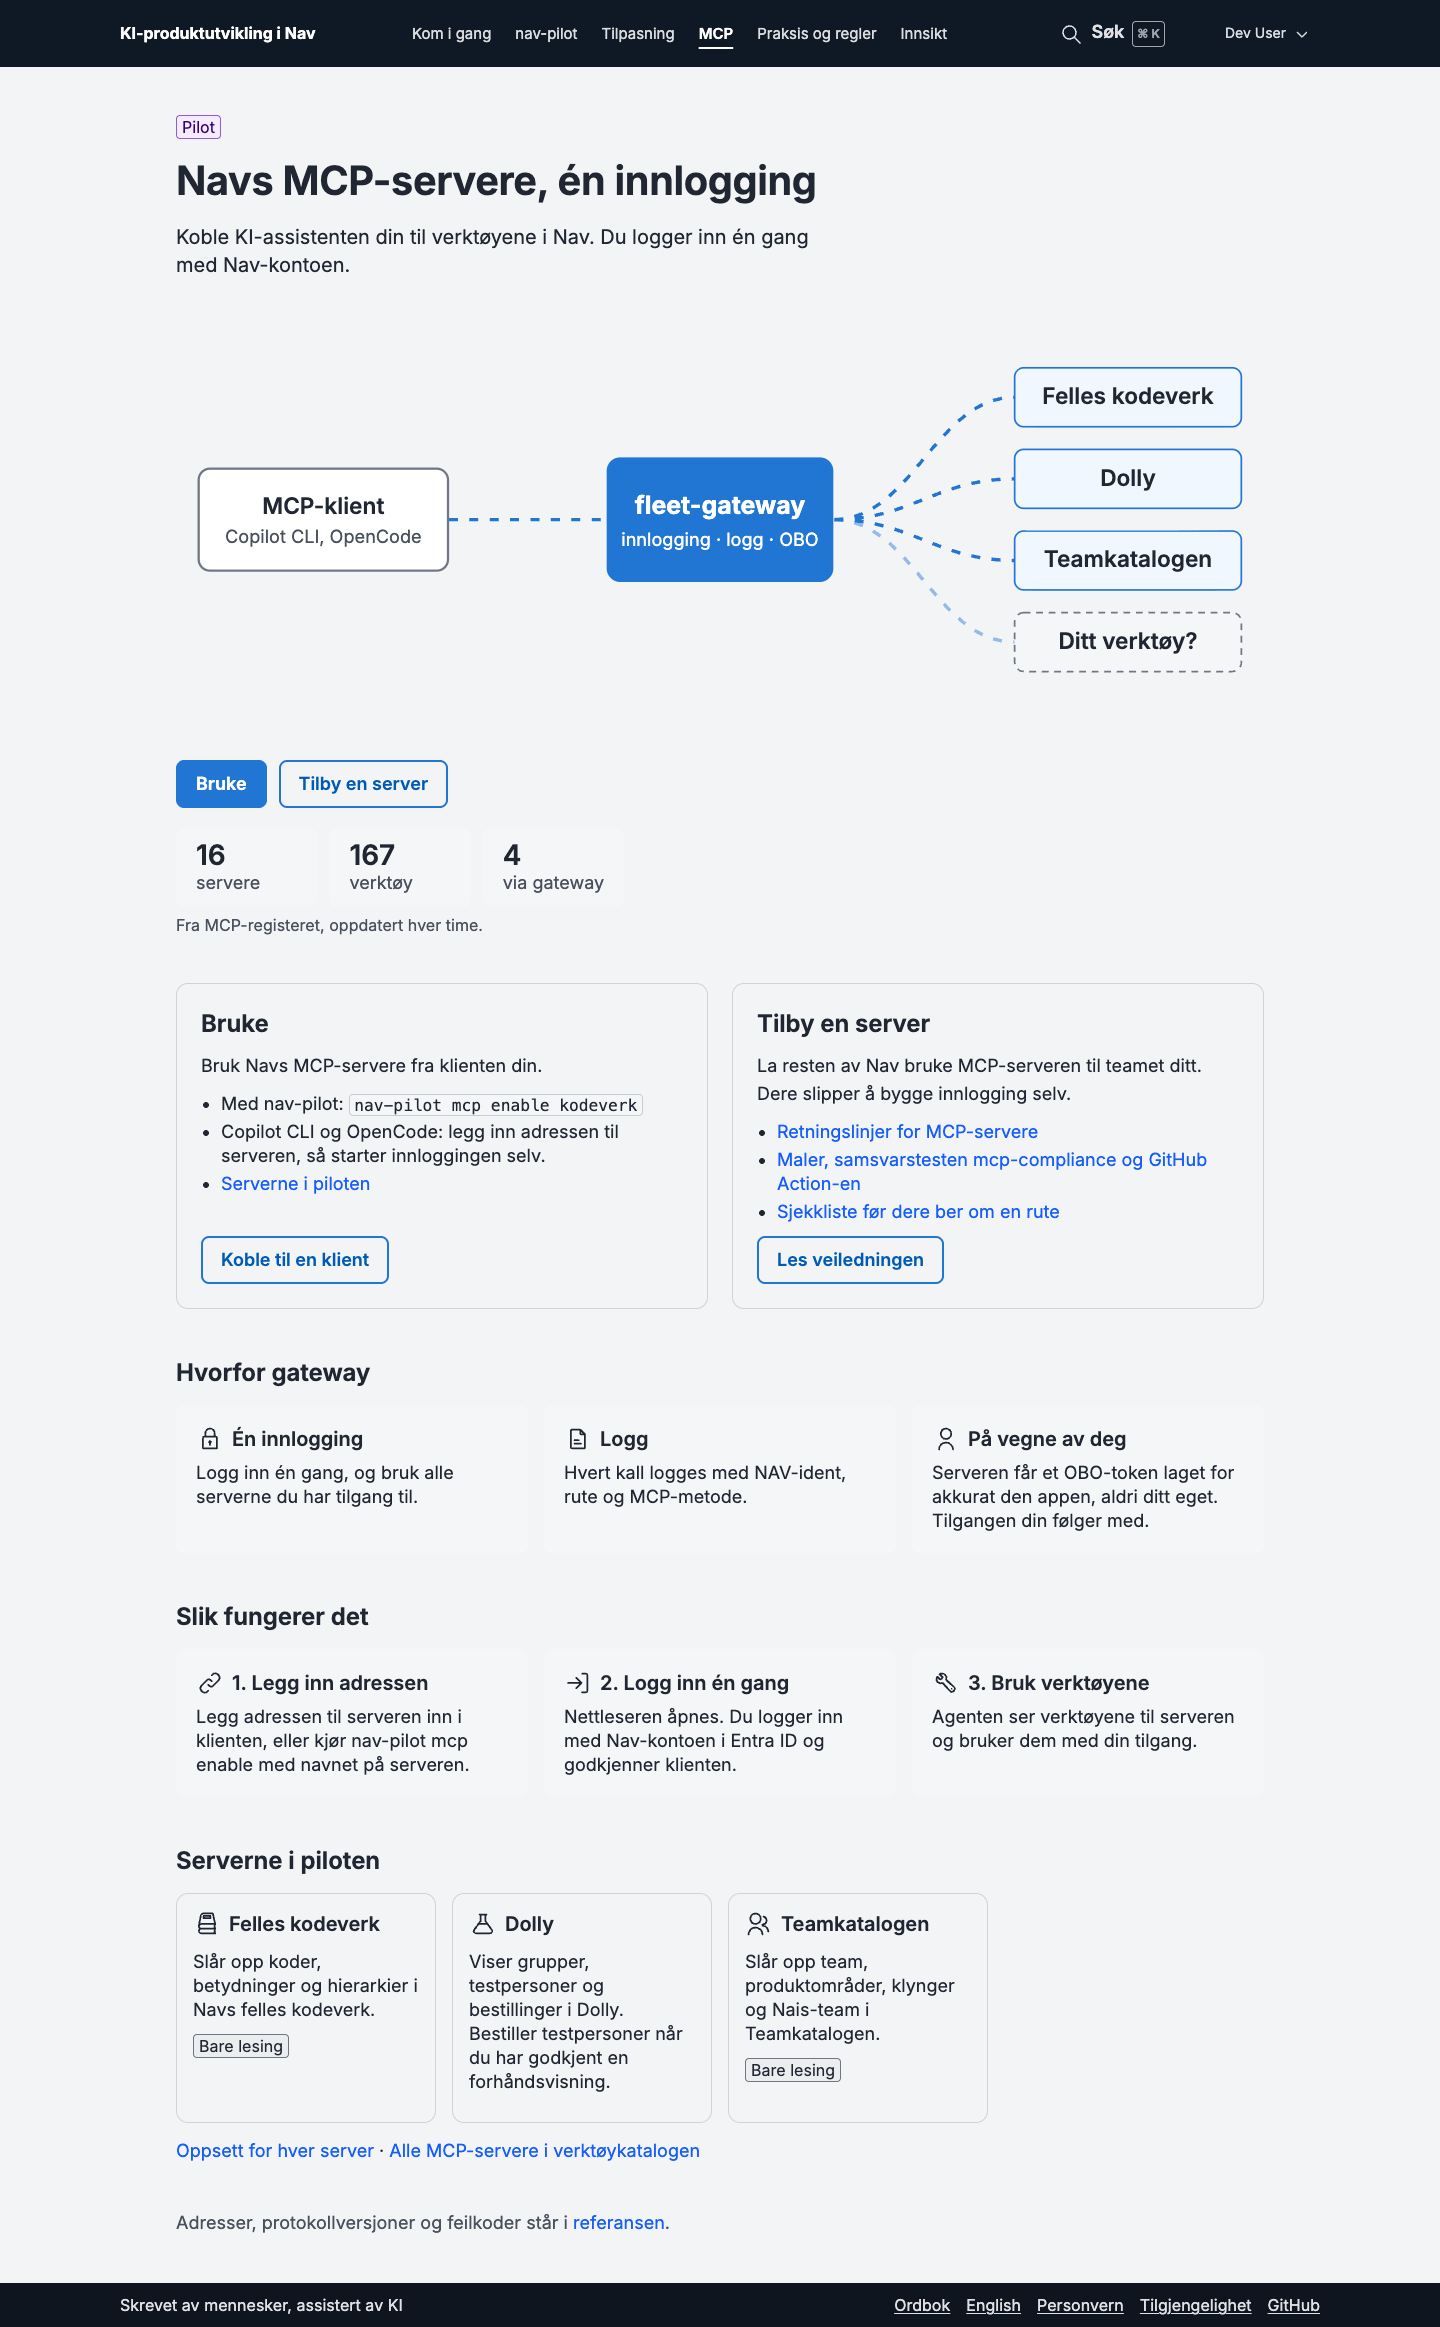 KI-produktutvikling i Nav
Kom i gang
nav-pilot
Tilpasning
MCP
Praksis og regler
Innsikt
Søk
⌘ K
Dev User
Pilot
Navs MCP-servere, én innlogging
Koble KI-assistenten din til verktøyene i Nav. Du logger inn én gang
med Nav-kontoen.
MCP-klient
Copilot CLI, OpenCode
fleet-gateway
innlogging · logg · OBO
Felles kodeverk
Dolly
Teamkatalogen
Ditt verktøy?
Bruke
Tilby en server
16
servere
167
verktøy
4
via gateway
Fra MCP-registeret, oppdatert hver time.
Bruke
Bruk Navs MCP-servere fra klienten din.
• Med nav-pilot: nav-pilot mcp enable kodeverk
• Copilot CLI og OpenCode: legg inn adressen til
serveren, så starter innloggingen selv.
• Serverne i piloten
Koble til en klient
Tilby en server
La resten av Nav bruke MCP-serveren til teamet ditt.
Dere slipper å bygge innlogging selv.
• Retningslinjer for MCP-servere
• Maler, samsvarstesten mcp-compliance og GitHub
Action-en
• Sjekkliste før dere ber om en rute
Les veiledningen
Hvorfor gateway
Én innlogging
Logg inn én gang, og bruk alle
serverne du har tilgang til.
Logg
Hvert kall logges med NAV-ident,
rute og MCP-metode.
På vegne av deg
Serveren får et OBO-token laget for
akkurat den appen, aldri ditt eget.
Tilgangen din følger med.
Slik fungerer det
1. Legg inn adressen
Legg adressen til serveren inn i
klienten, eller kjør nav-pilot mcp
enable med navnet på serveren.
2. Logg inn én gang
Nettleseren åpnes. Du logger inn
med Nav-kontoen i Entra ID og
godkjenner klienten.
3. Bruk verktøyene
Agenten ser verktøyene til serveren
og bruker dem med din tilgang.
Serverne i piloten
Felles kodeverk
Slår opp koder,
betydninger og hierarkier i
Navs felles kodeverk.
Bare lesing
Dolly
Viser grupper,
testpersoner og
bestillinger i Dolly.
Bestiller testpersoner når
du har godkjent en
forhåndsvisning.
Teamkatalogen
Slår opp team,
produktområder, klynger
og Nais-team i
Teamkatalogen.
Bare lesing
Oppsett for hver server · Alle MCP-servere i verktøykatalogen
Adresser, protokollversjoner og feilkoder står i referansen.
Skrevet av mennesker, assistert av KI
Ordbok
English
Personvern
Tilgjengelighet
GitHub